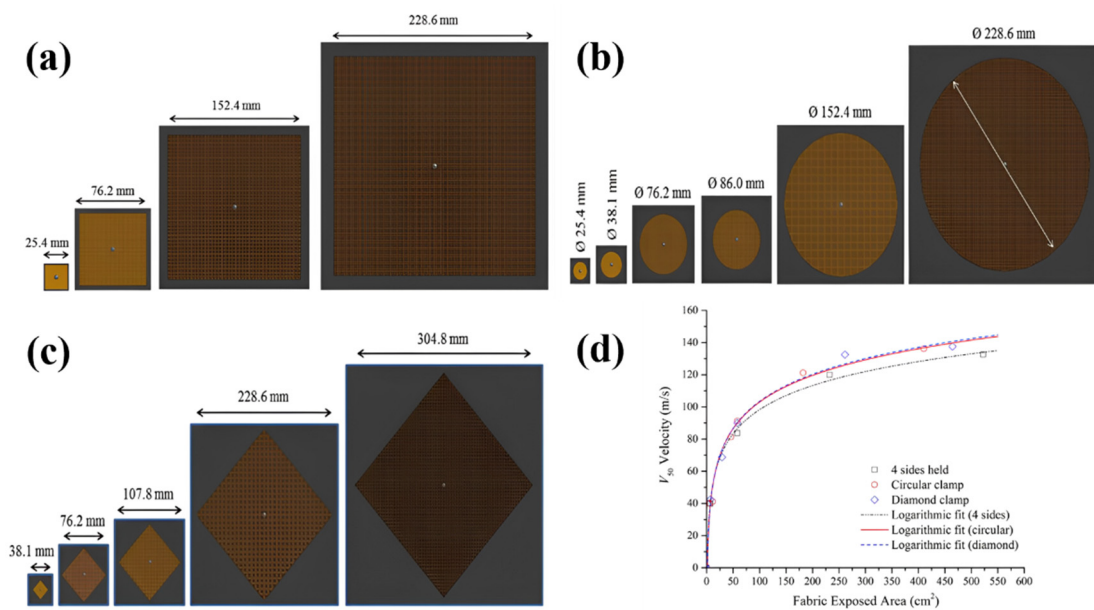 (a)
25.4 mm
76.2 mm
152.4 mm
228.6 mm
(b)
Ø 25.4 mm
Ø 38.1 mm
Ø 76.2 mm
Ø 86.0 mm
Ø 152.4 mm
Ø 228.6 mm
(c)
38.1 mm
76.2 mm
107.8 mm
228.6 mm
304.8 mm
(d)
160
140
120
100
80
60
40
20
0
V50 Velocity (m/s)
4 sides held
Circular clamp
Diamond clamp
Logarithmic fit (4 sides)
Logarithmic fit (circular)
Logarithmic fit (diamond)
0 50 100 150 200 250 300 350 400 450 500 550 600
Fabric Exposed Area (cm²)